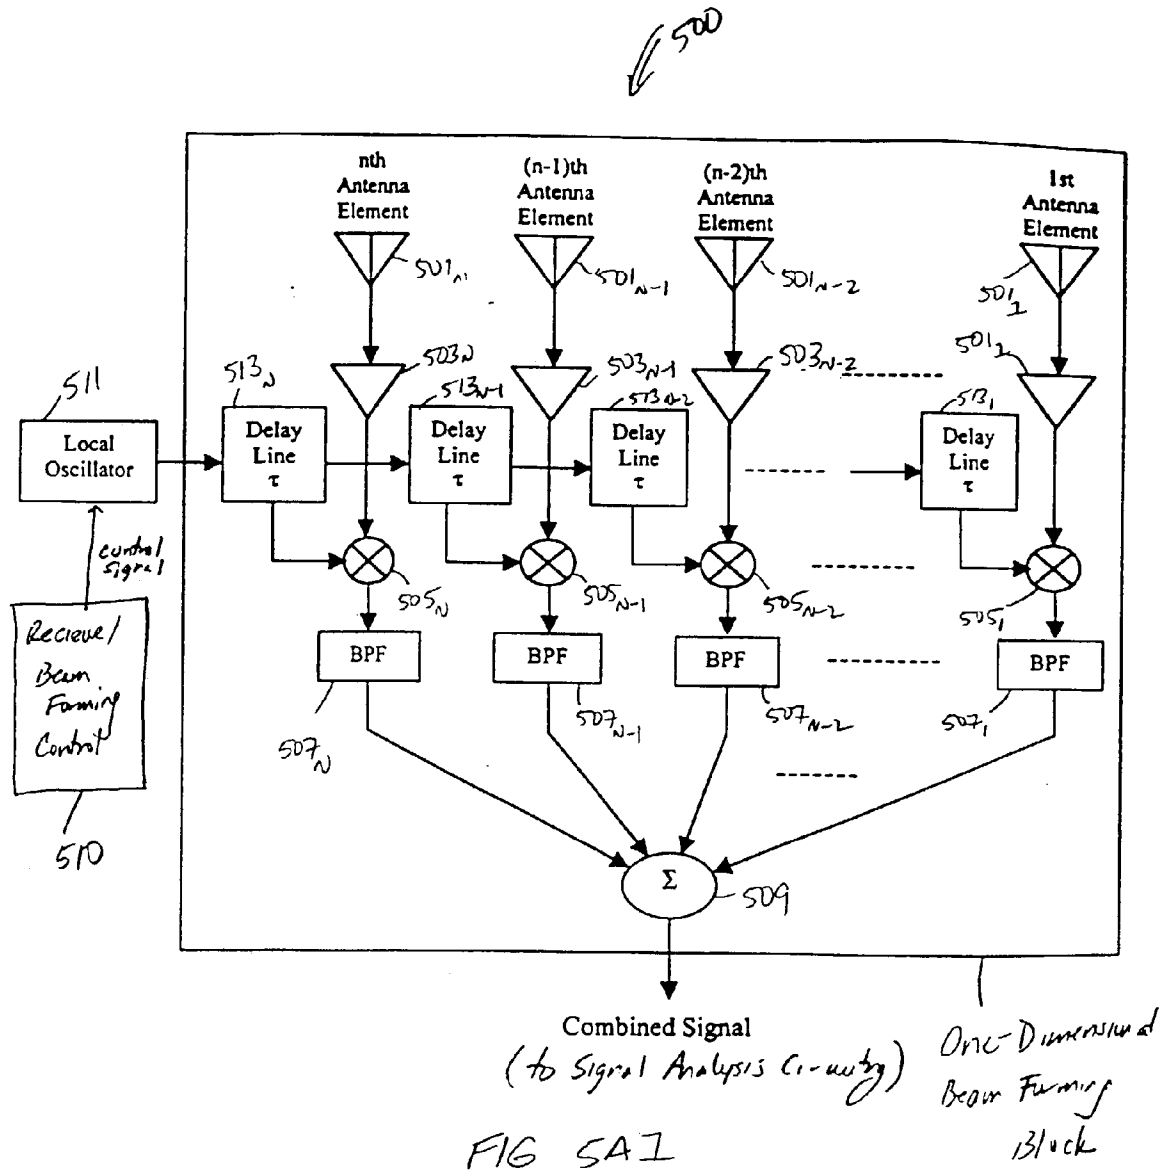 500
nth
Antenna
Element
(n-1)th
Antenna
Element
(n-2)th
Antenna
Element
1st
Antenna
Element
501N
501N-1
501N-2
5011
511
513N
503N
513N-1
503N-1
513N-2
503N-2
5011
5131
Local
Oscillator
Delay
Line
τ
Delay
Line
τ
Delay
Line
τ
Delay
Line
τ
control
signal
505N
505N-1
505N-2
5051
Reciever/
Beam
Forming
Control
BPF
BPF
BPF
BPF
507N
507N-1
507N-2
5071
510
Σ
509
Combined Signal
(to Signal Analysis Circuitry)
One-Dimensional
Beam Forming
Block
FIG 5A1